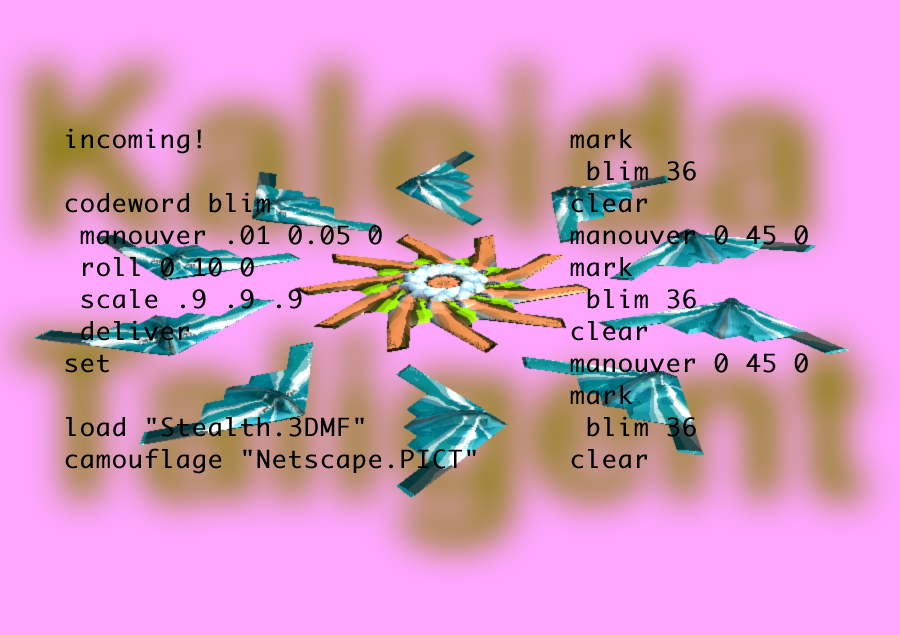 Kaleida
Taligent
incoming!

codeword blim
 manouver .01 0.05 0
 roll 0 10 0
 scale .9 .9 .9
 deliver
set

load "Stealth.3DMF"
camouflage "Netscape.PICT"
mark
 blim 36
clear
manouver 0 45 0
mark
 blim 36
clear
manouver 0 45 0
mark
 blim 36
clear